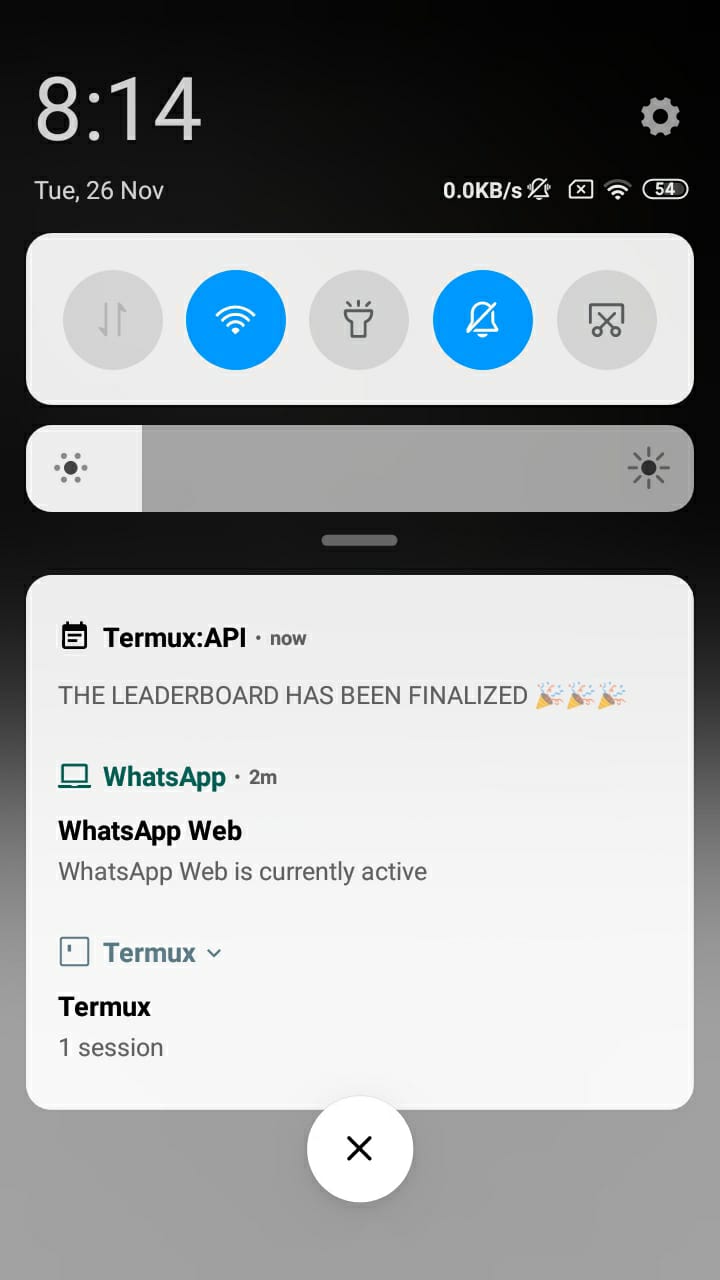 8:14
Tue, 26 Nov
0.0KB/s 54
Termux:API · now
THE LEADERBOARD HAS BEEN FINALIZED 🎉🎉🎉
WhatsApp · 2m
WhatsApp Web
WhatsApp Web is currently active
Termux
Termux
1 session